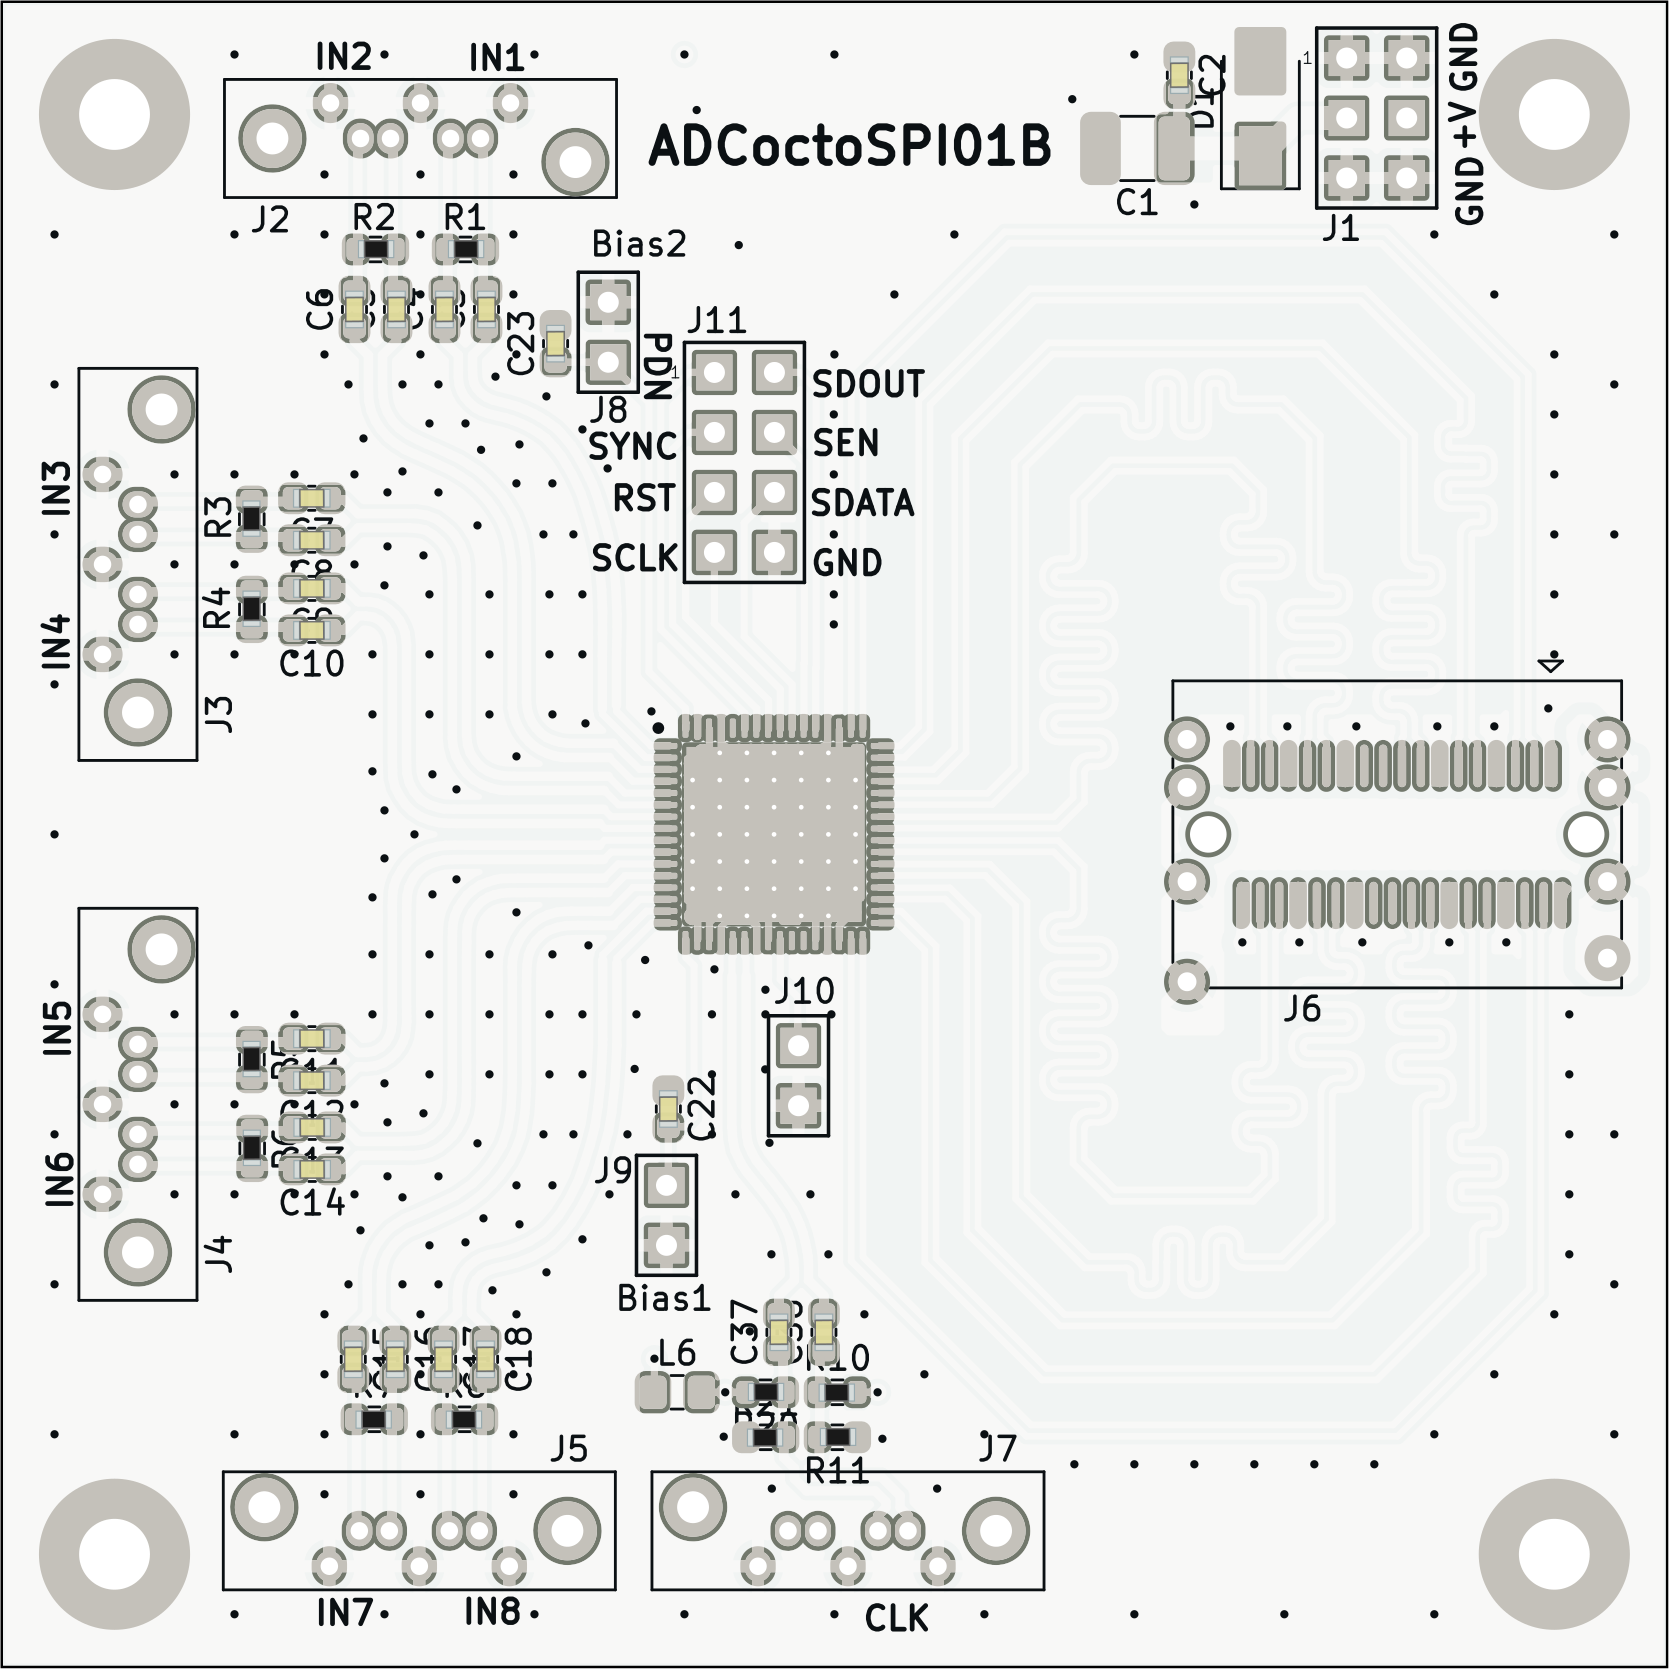 IN2
IN1
C2
1
GND
ADCoctoSPI01B
+V
C1
GND
J2
R2
R1
J1
Bias2
C6
J11
C23
PDN
1
SDOUT
J8
SYNC
SEN
IN3
R3
RST
SDATA
SCLK
GND
R4
IN4
C10
J3
J10
J6
IN5
C22
J9
IN6
C14
J4
Bias1
C37
L6
C18
J5
J7
R11
IN7
IN8
CLK